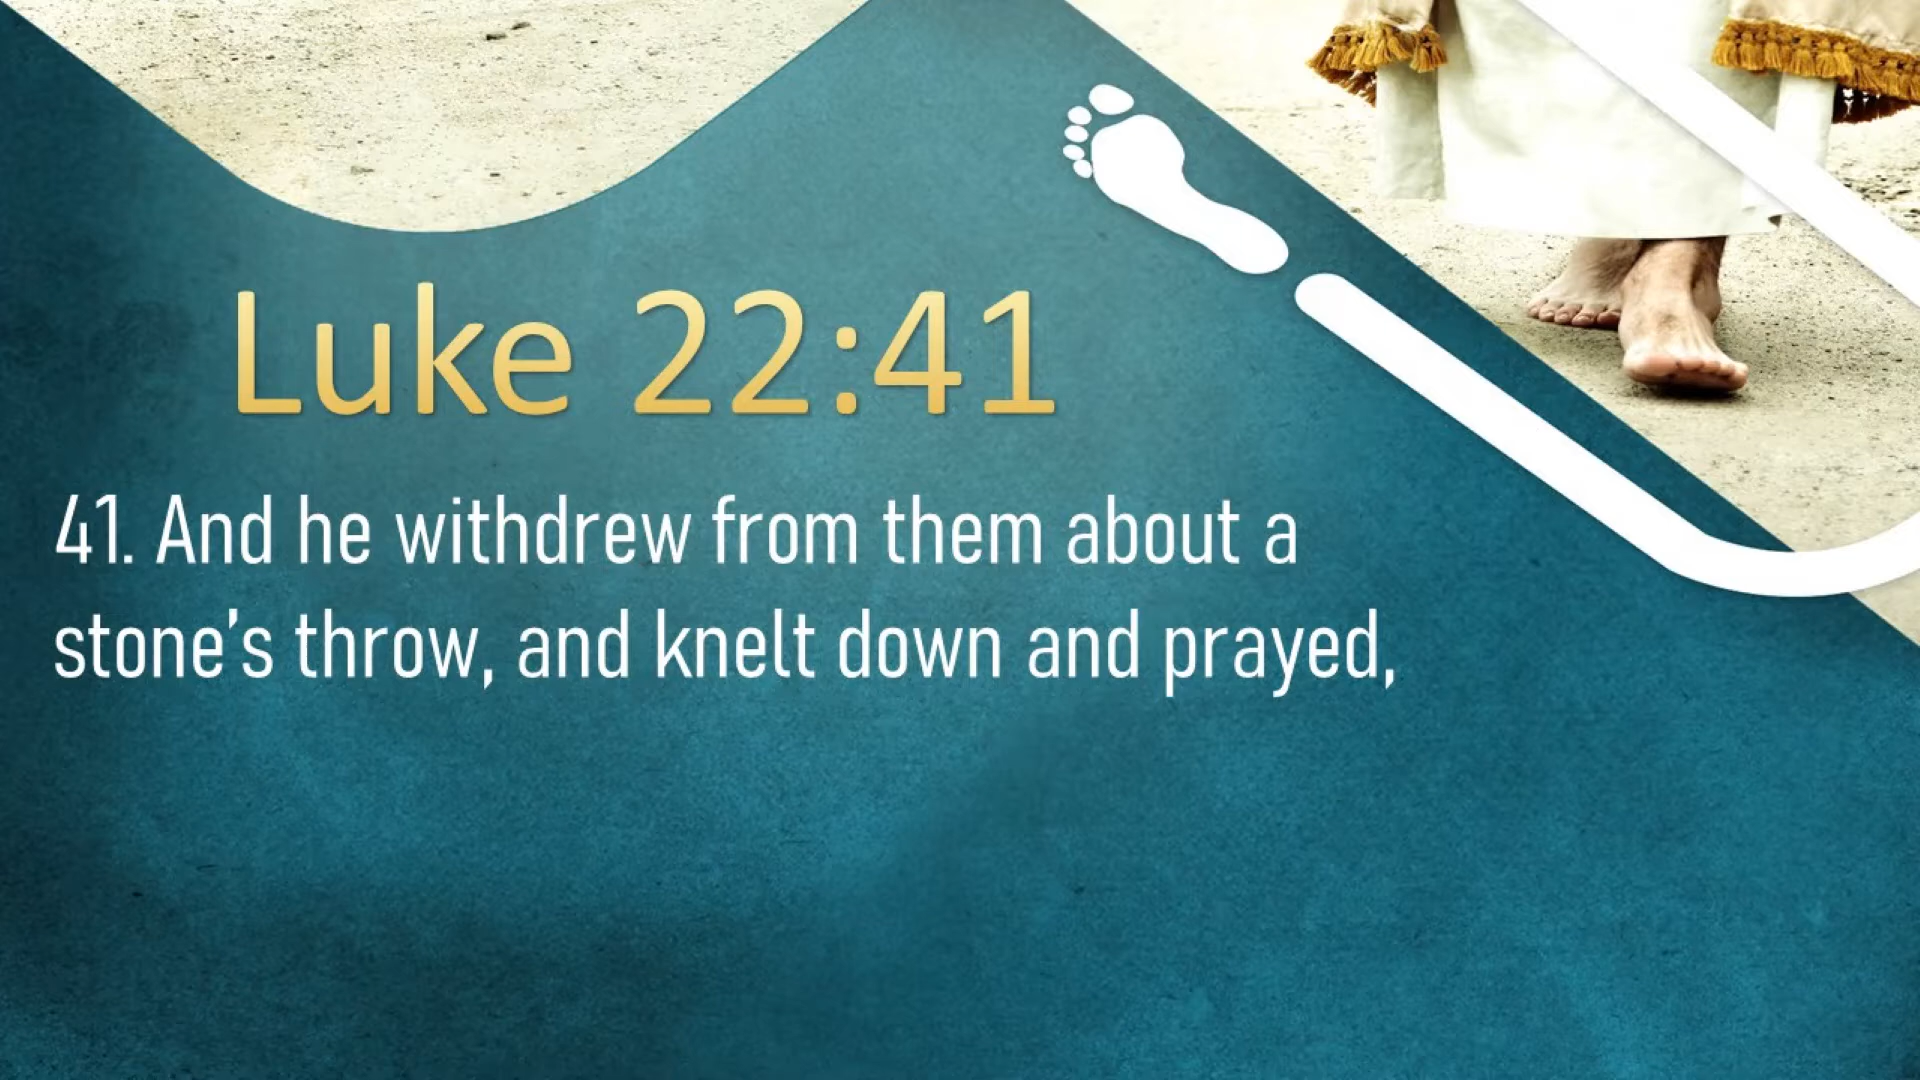 Luke 22:41
41. And he withdrew from them about a
stone’s throw, and knelt down and prayed,